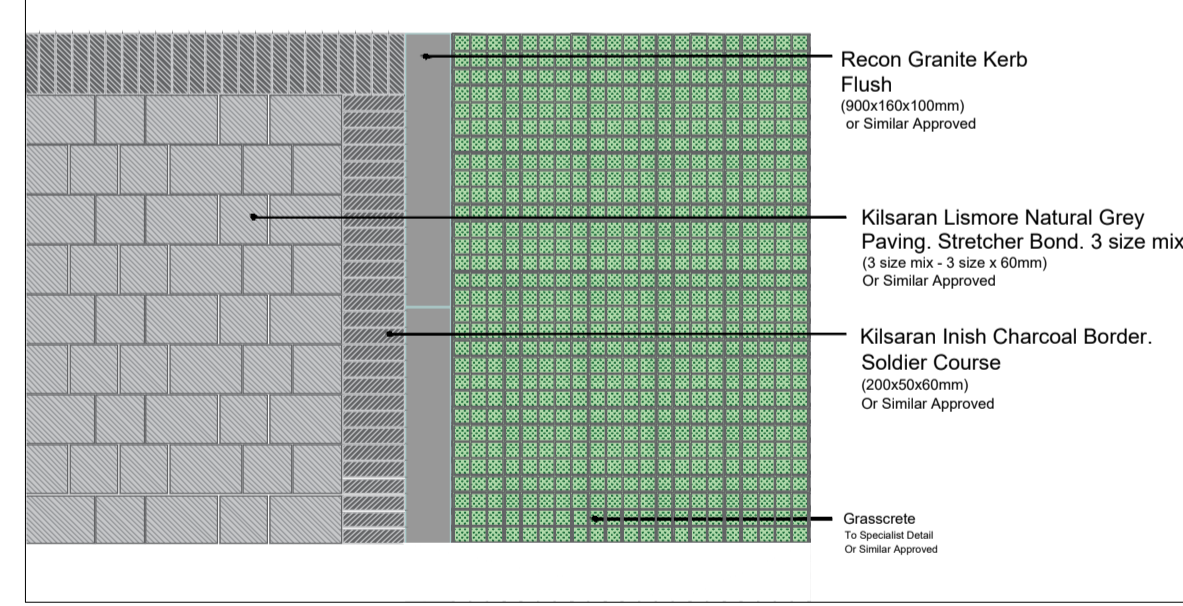 Recon Granite Kerb
Flush
(900x160x100mm)
or Similar Approved
Kilsaran Lismore Natural Grey
Paving. Stretcher Bond. 3 size mix
(3 size mix - 3 size x 60mm)
Or Similar Approved
Kilsaran Inish Charcoal Border.
Soldier Course
(200x50x60mm)
Or Similar Approved
Grasscrete
To Specialist Detail
Or Similar Approved